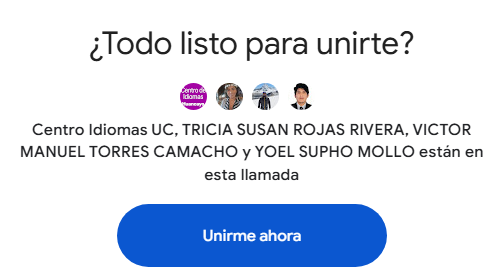 ¿Todo listo para unirte?
Centro de
Idiomas
Huancayo
Centro Idiomas UC, TRICIA SUSAN ROJAS RIVERA, VICTOR
MANUEL TORRES CAMACHO y YOEL SUPHO MOLLO están en
esta llamada
Unirme ahora